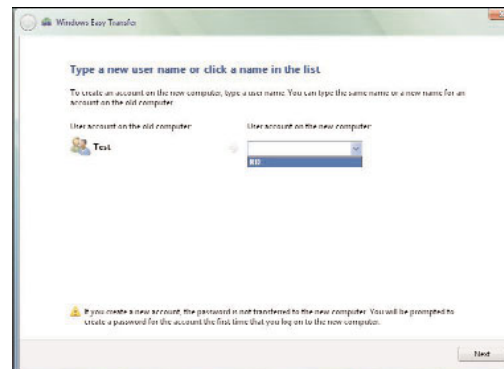 Windows Easy Transfer
Type a new user name or click a name in the list
To create an account on the new computer, type a user name. You can type the same name or a new name for an
account on the old computer.
User account on the old computer:
User account on the new computer:
Test
If you create a new account, the password is not transferred to the new computer. You will be prompted to
create a password for the account the first time that you log on to the new computer.
Next